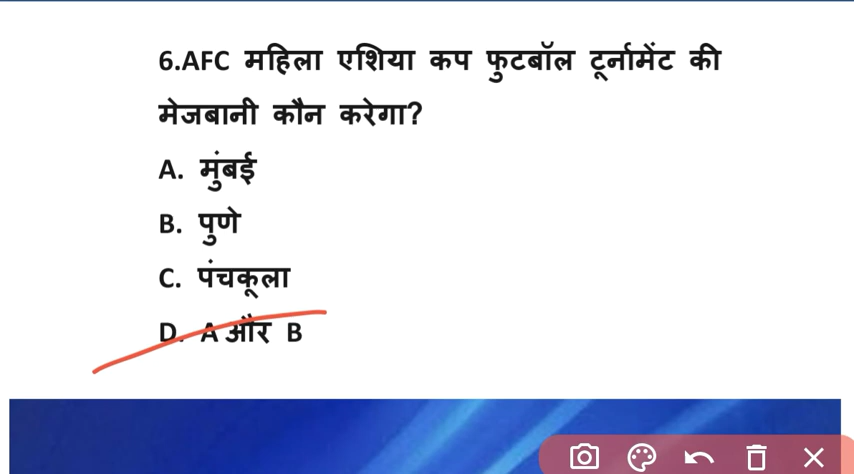 6.AFC महिला एशिया कप फुटबॉल टूर्नामेंट की
मेजबानी कौन करेगा?
A. मुंबई
B. पुणे
C. पंचकूला
D. A और B